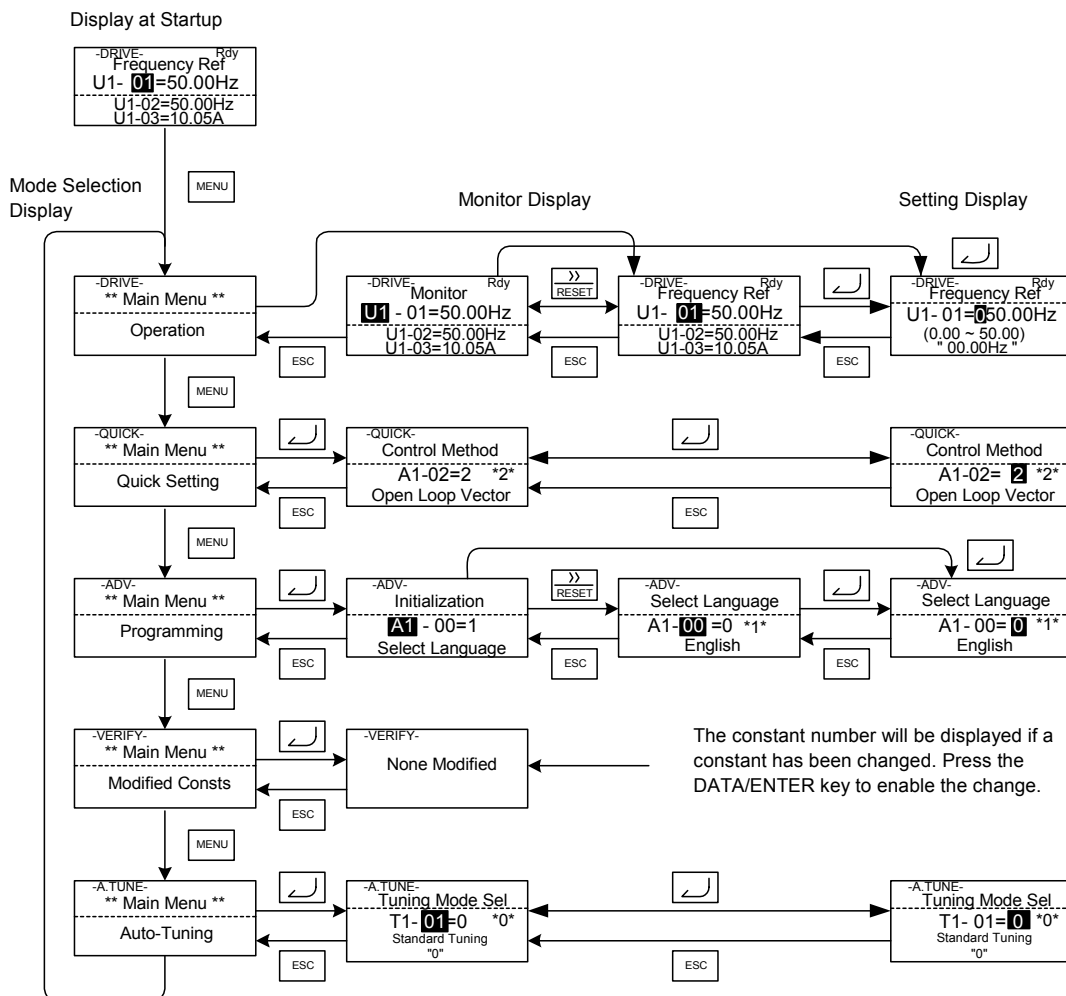 Display at Startup
-DRIVE- Rdy
Frequency Ref
U1- 01=50.00Hz
U1-02=50.00Hz
U1-03=10.05A
MENU
Mode Selection
Display
Monitor Display
Setting Display
-DRIVE-
** Main Menu **
Operation
-DRIVE- Rdy
Monitor
U1 - 01=50.00Hz
U1-02=50.00Hz
U1-03=10.05A
>>
RESET
-DRIVE- Rdy
Frequency Ref
U1- 01=50.00Hz
U1-02=50.00Hz
U1-03=10.05A
-DRIVE- Rdy
Frequency Ref
U1- 01=050.00Hz
(0.00 ~ 50.00)
" 00.00Hz "
ESC
ESC
ESC
MENU
-QUICK-
** Main Menu **
Quick Setting
-QUICK-
Control Method
A1-02=2 *2*
Open Loop Vector
-QUICK-
Control Method
A1-02= 2 *2*
Open Loop Vector
ESC
ESC
MENU
-ADV-
** Main Menu **
Programming
-ADV-
Initialization
A1 - 00=1
Select Language
>>
RESET
-ADV-
Select Language
A1-00 =0 *1*
English
-ADV-
Select Language
A1- 00= 0 *1*
English
ESC
ESC
ESC
MENU
-VERIFY-
** Main Menu **
Modified Consts
-VERIFY-
None Modified
The constant number will be displayed if a
constant has been changed. Press the
DATA/ENTER key to enable the change.
ESC
MENU
-A.TUNE-
** Main Menu **
Auto-Tuning
-A.TUNE-
Tuning Mode Sel
T1- 01=0 *0*
Standard Tuning
"0"
-A.TUNE-
Tuning Mode Sel
T1- 01= 0 *0*
Standard Tuning
"0"
ESC
ESC